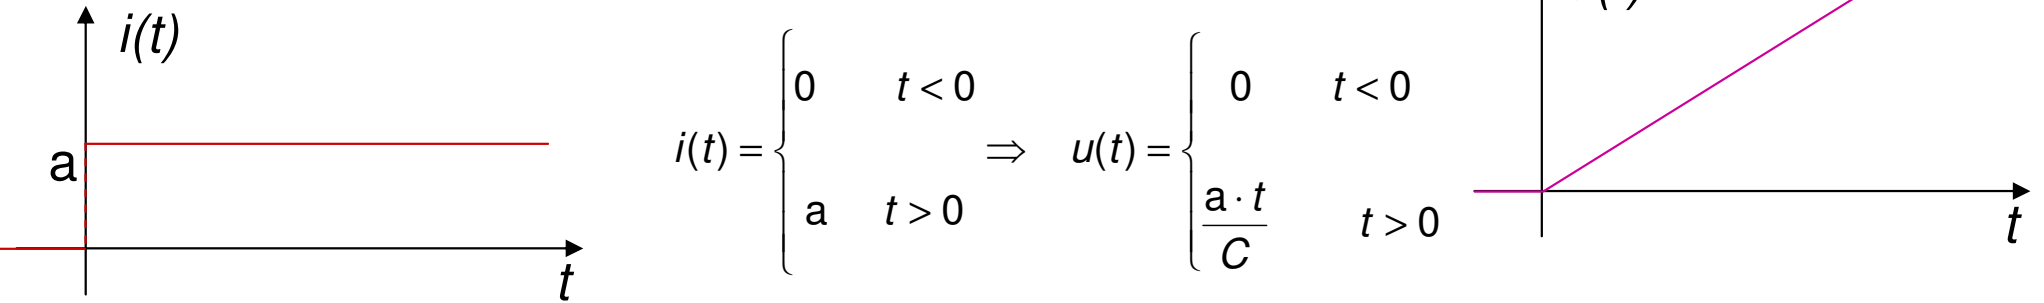 i(t)
a
t
i(t) = { 0 t < 0
a t > 0
⇒ u(t) = { 0 t < 0
a · t / C t > 0
t